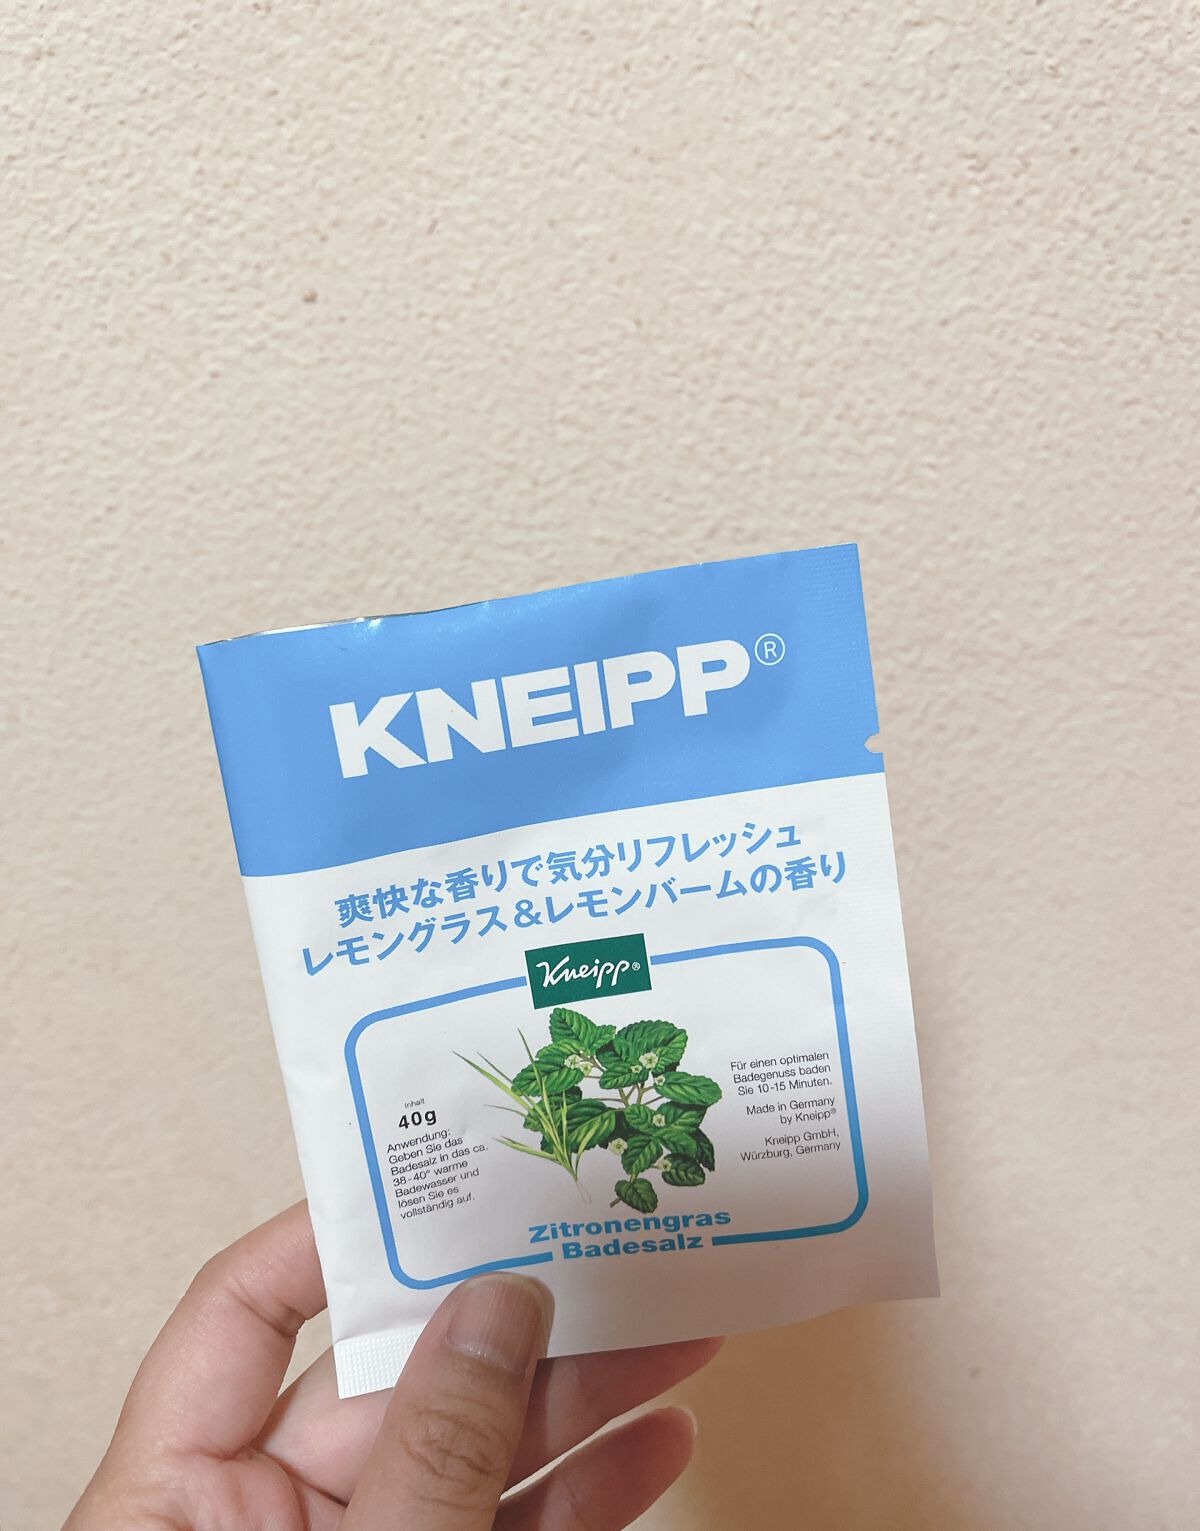 KNEIPP®
爽快な香りで気分リフレッシュ
レモングラス&レモンバームの香り
Kneipp®
Inhalt
40g
Anwendung:
Geben Sie das
Badesalz in das ca.
38-40° warme
Badewasser und
lösen Sie es
vollständig auf.
Für einen optimalen
Badegenuss baden
Sie 10-15 Minuten.
Made in Germany
by Kneipp®
Kneipp GmbH,
Würzburg, Germany
Zitronengras
Badesalz